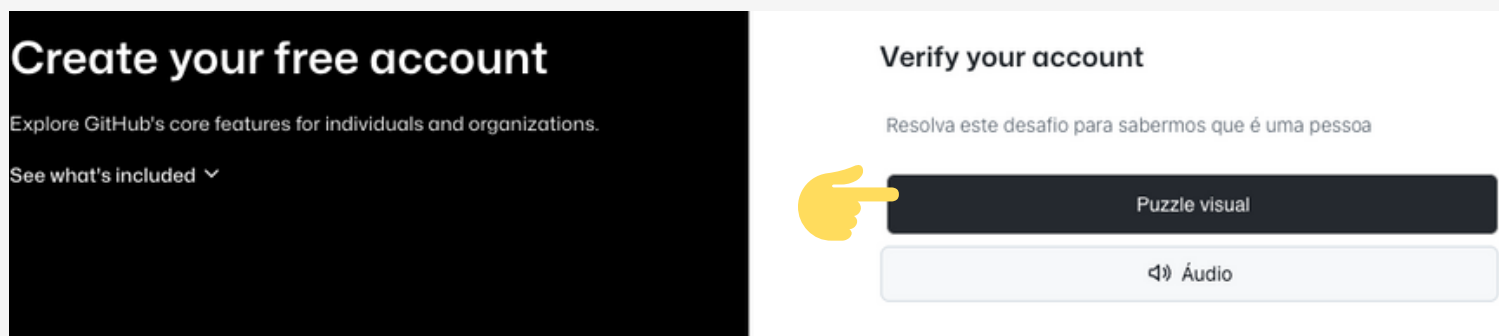 Create your free account
Explore GitHub's core features for individuals and organizations.
See what's included
Verify your account
Resolva este desafio para sabermos que é uma pessoa
Puzzle visual
Áudio